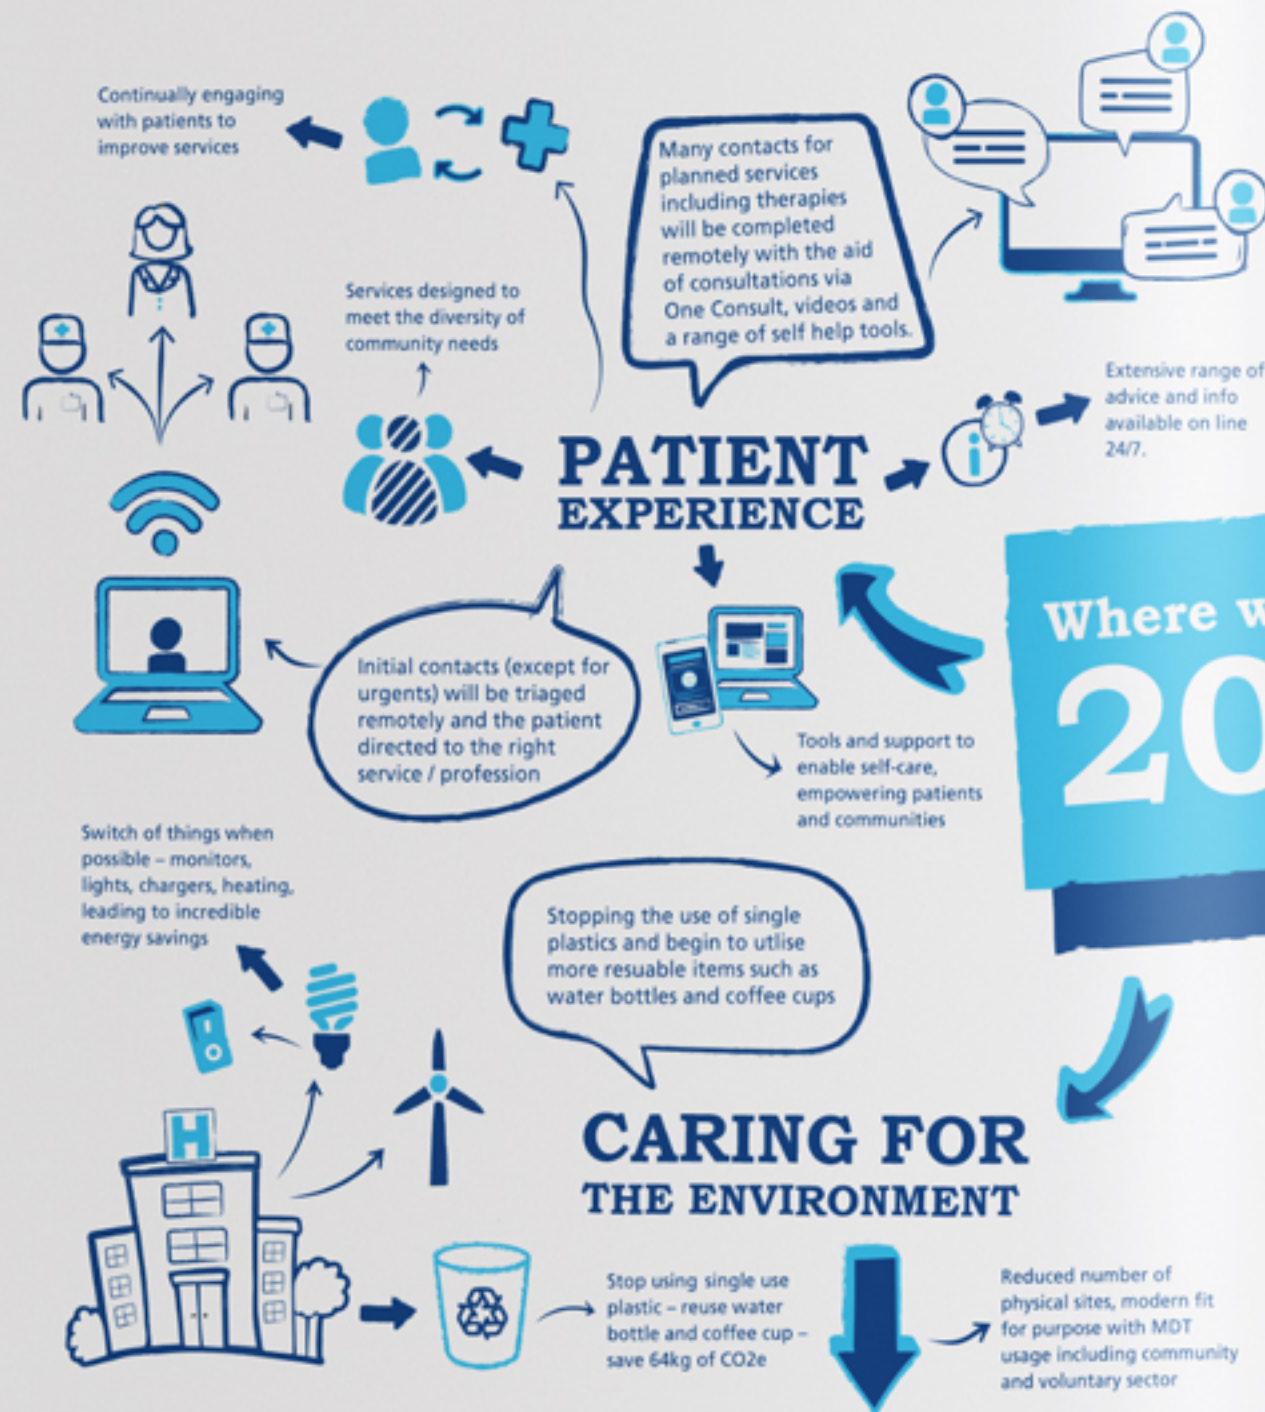 Continually engaging
with patients to
improve services
Many contacts for
planned services
including therapies
will be completed
remotely with the aid
of consultations via
One Consult, videos and
a range of self help tools.
Services designed to
meet the diversity of
community needs
Extensive range of
advice and info
available on line
24/7.
PATIENT
EXPERIENCE
i
Where w
20
Initial contacts (except for
urgents) will be triaged
remotely and the patient
directed to the right
service / profession
Tools and support to
enable self-care,
empowering patients
and communities
Switch of things when
possible – monitors,
lights, chargers, heating,
leading to incredible
energy savings
Stopping the use of single
plastics and begin to utlise
more resuable items such as
water bottles and coffee cups
H
CARING FOR
THE ENVIRONMENT
Stop using single use
plastic – reuse water
bottle and coffee cup –
save 64kg of CO2e
Reduced number of
physical sites, modern fit
for purpose with MDT
usage including community
and voluntary sector